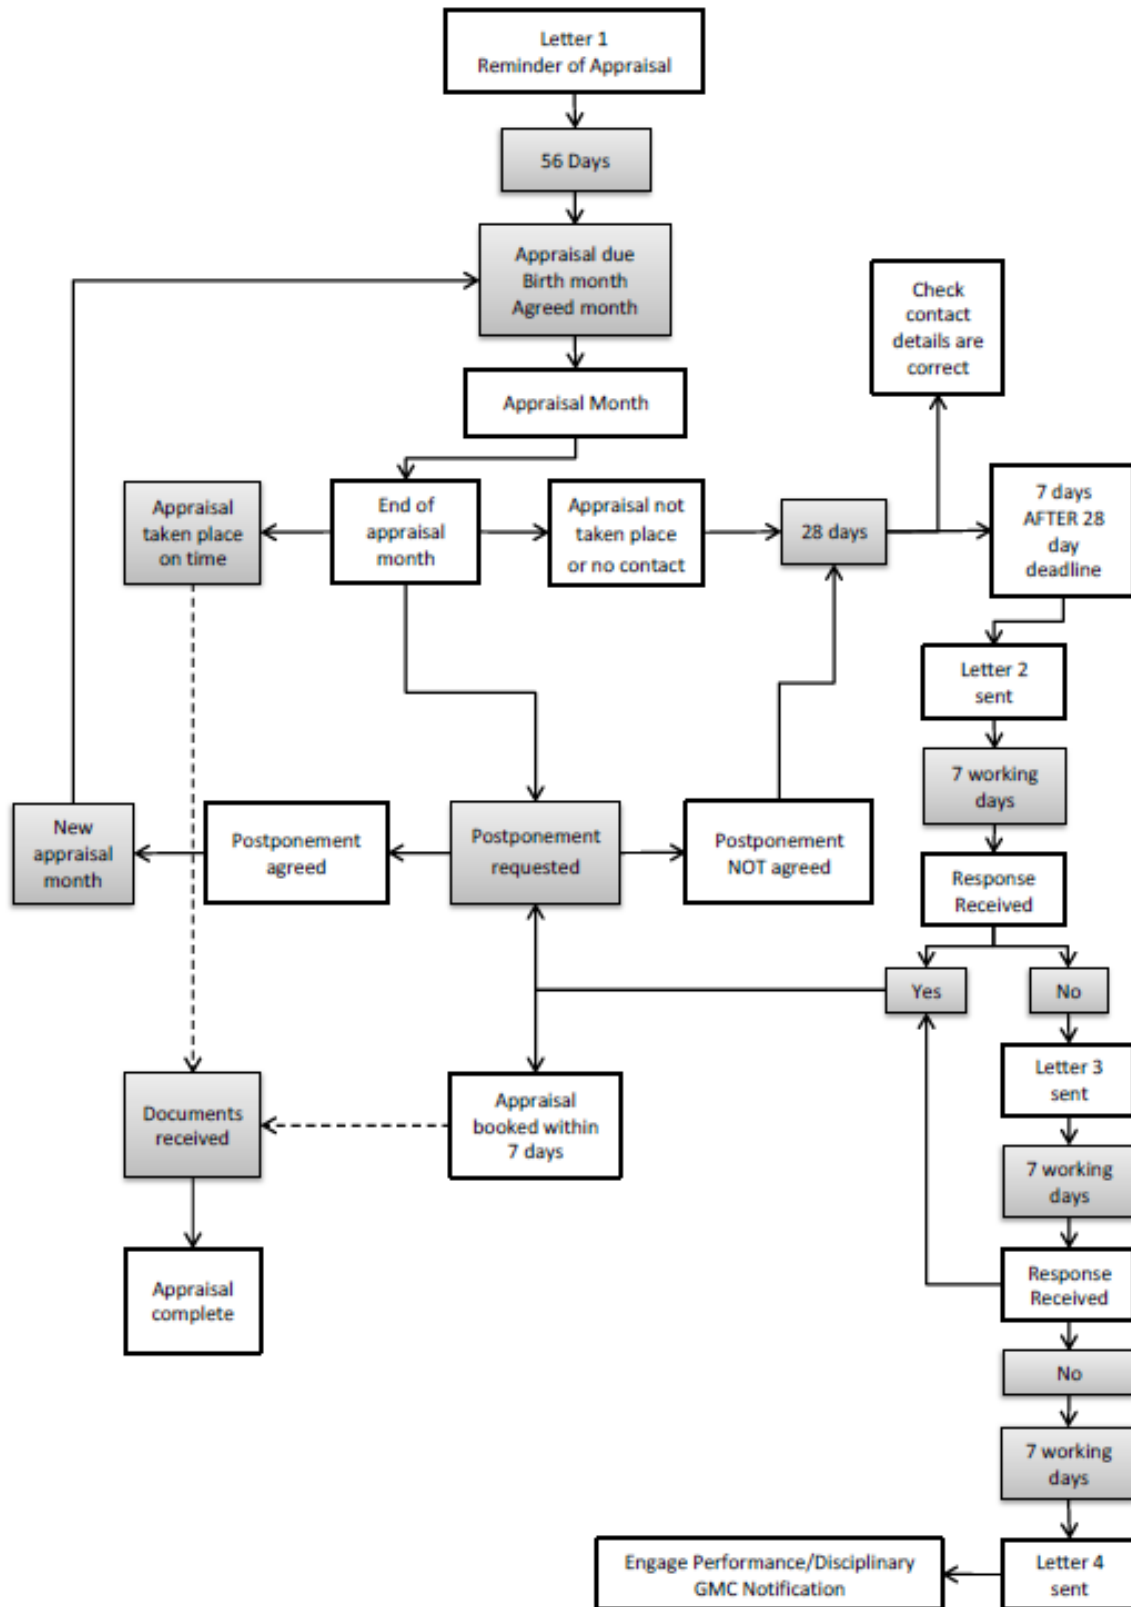 Letter 1
Reminder of Appraisal
56 Days
Appraisal due
Birth month
Agreed month
Check
contact
details are
correct
Appraisal Month
Appraisal
taken place
on time
End of
appraisal
month
Appraisal not
taken place
or no contact
28 days
7 days
AFTER 28
day
deadline
Letter 2
sent
7 working
days
New
appraisal
month
Postponement
agreed
Postponement
requested
Postponement
NOT agreed
Response
Received
Yes
No
Letter 3
sent
Documents
received
Appraisal
booked within
7 days
7 working
days
Appraisal
complete
Response
Received
No
7 working
days
Engage Performance/Disciplinary
GMC Notification
Letter 4
sent